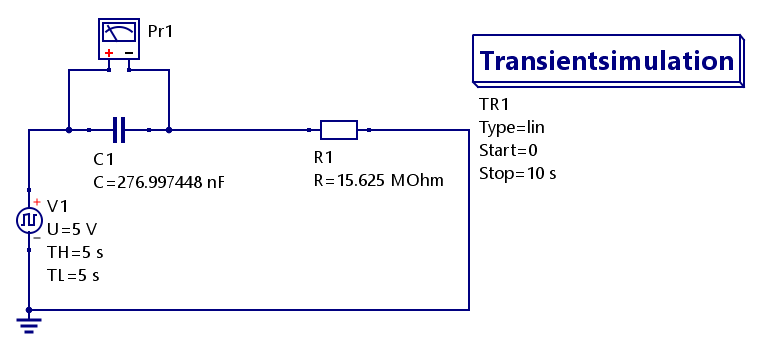 Pr1
+ −
Transientsimulation
TR1
Type=lin
Start=0
Stop=10 s
C1
C=276.997448 nF
R1
R=15.625 MOhm
+
V1
U=5 V
−
TH=5 s
TL=5 s